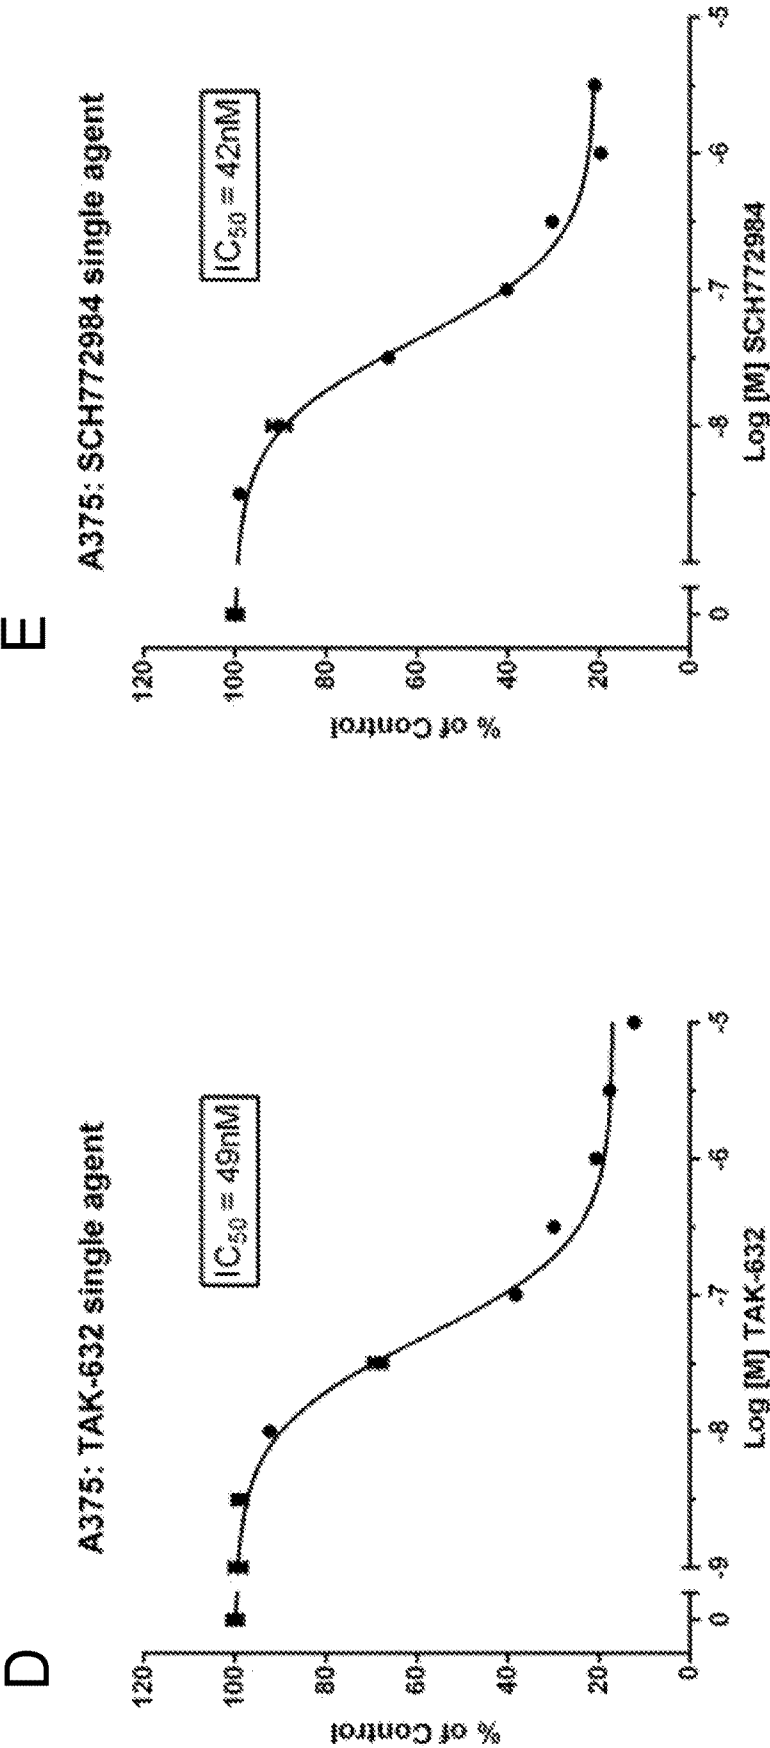 D
A375: TAK-632 single agent
IC50 = 49nM
120
100
80
60
40
20
0
% of Control
0 -9 -8 -7 -6 -5
Log [M] TAK-632
E
A375: SCH772984 single agent
IC50 = 42nM
120
100
80
60
40
20
0
% of Control
0 -8 -7 -6 -5
Log [M] SCH772984